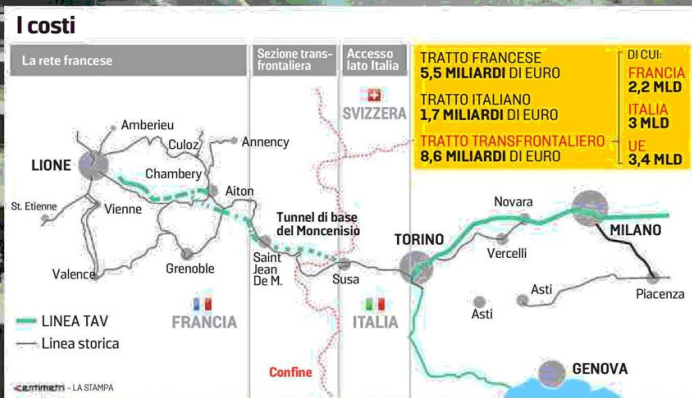 I costi
La rete francese
Sezione trans-
frontaliera
Accesso
lato Italia
TRATTO FRANCESE
5,5 MILIARDI DI EURO
TRATTO ITALIANO
1,7 MILIARDI DI EURO
TRATTO TRANSFRONTALIERO
8,6 MILIARDI DI EURO
DI CUI:
FRANCIA
2,2 MLD
ITALIA
3 MLD
UE
3,4 MLD
SVIZZERA
Amberieu
Culoz
Annency
LIONE
Chambery
Aiton
St. Etienne
Vienne
Tunnel di base
del Moncenisio
Novara
MILANO
TORINO
Vercelli
Valence
Grenoble
Saint
Jean
De M.
Susa
Asti
Asti
Piacenza
LINEA TAV
Linea storica
FRANCIA
ITALIA
Confine
GENOVA
centimetri - LA STAMPA